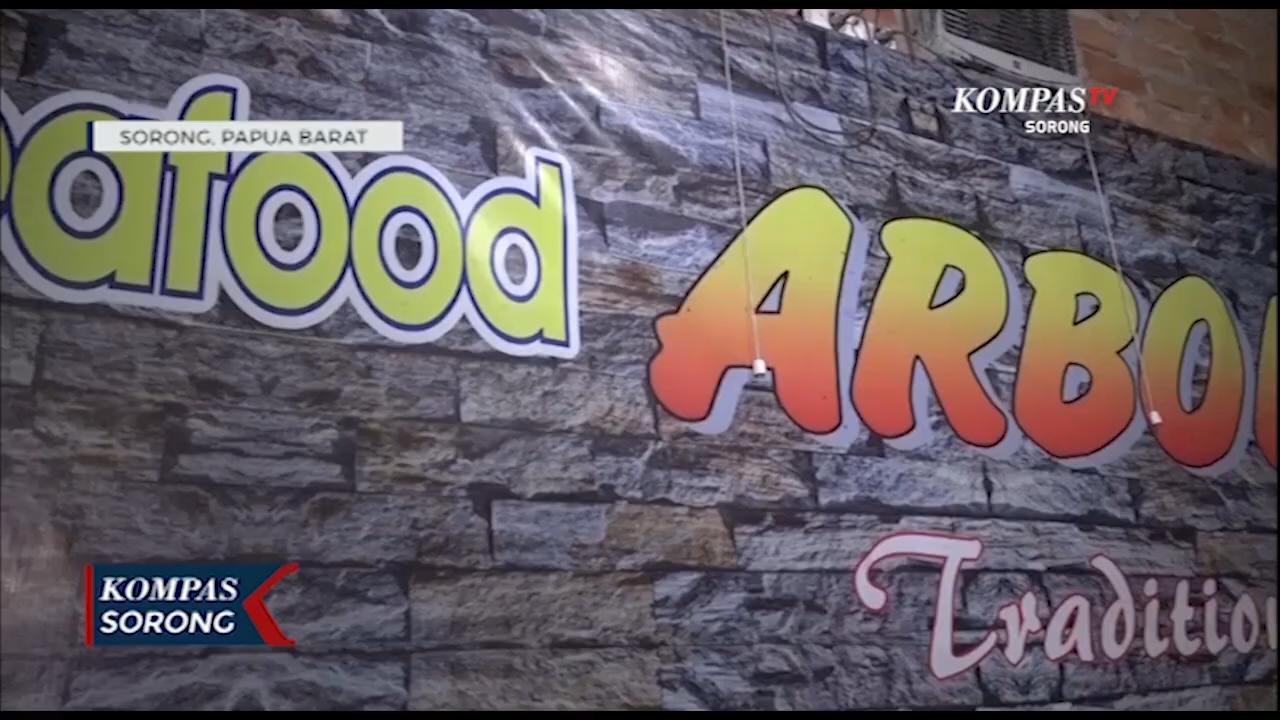 KOMPASTV
SORONG
SORONG, PAPUA BARAT
afood
ARBO
Traditio
KOMPAS
SORONG